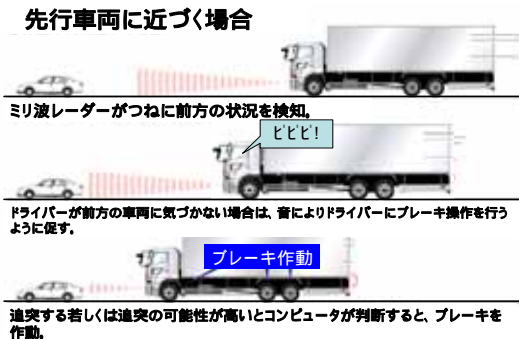 先行車両に近づく場合
ミリ波レーダーがつねに前方の状況を検知。
ピピピ!
ドライバーが前方の車両に気づかない場合は、音によりドライバーにブレーキ操作を行う
ように促す。
ブレーキ作動
追突する若しくは追突の可能性が高いとコンピュータが判断すると、ブレーキを
作動。